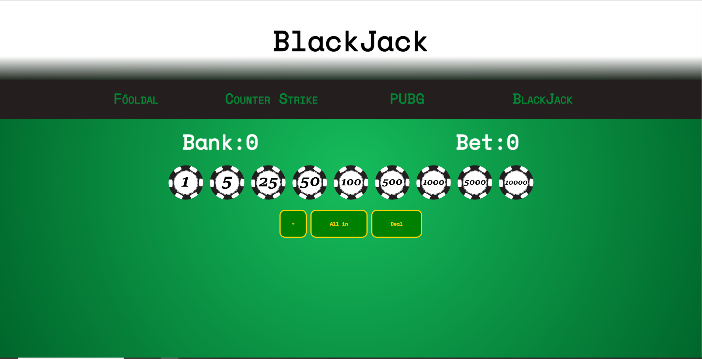 BlackJack
Főoldal Counter Strike PUBG BlackJack
Bank:0 Bet:0
1 5 25 50 100 500 1000 5000 10000
- All in Deal